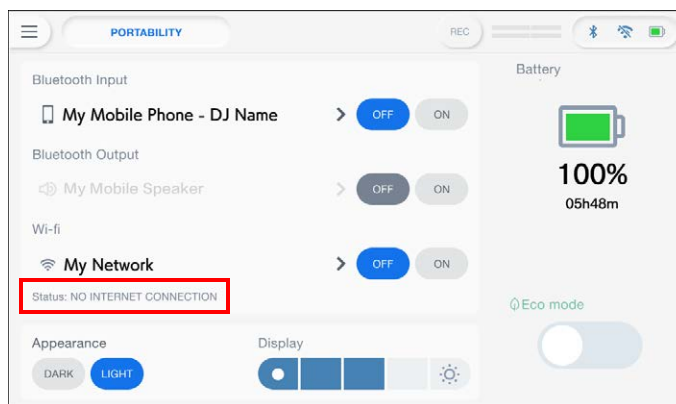 PORTABILITY
REC
Bluetooth Input
My Mobile Phone - DJ Name
OFF
ON
Bluetooth Output
My Mobile Speaker
OFF
ON
Wi-fi
My Network
OFF
ON
Status: NO INTERNET CONNECTION
Appearance
DARK
LIGHT
Display
Battery
100%
05h48m
Eco mode